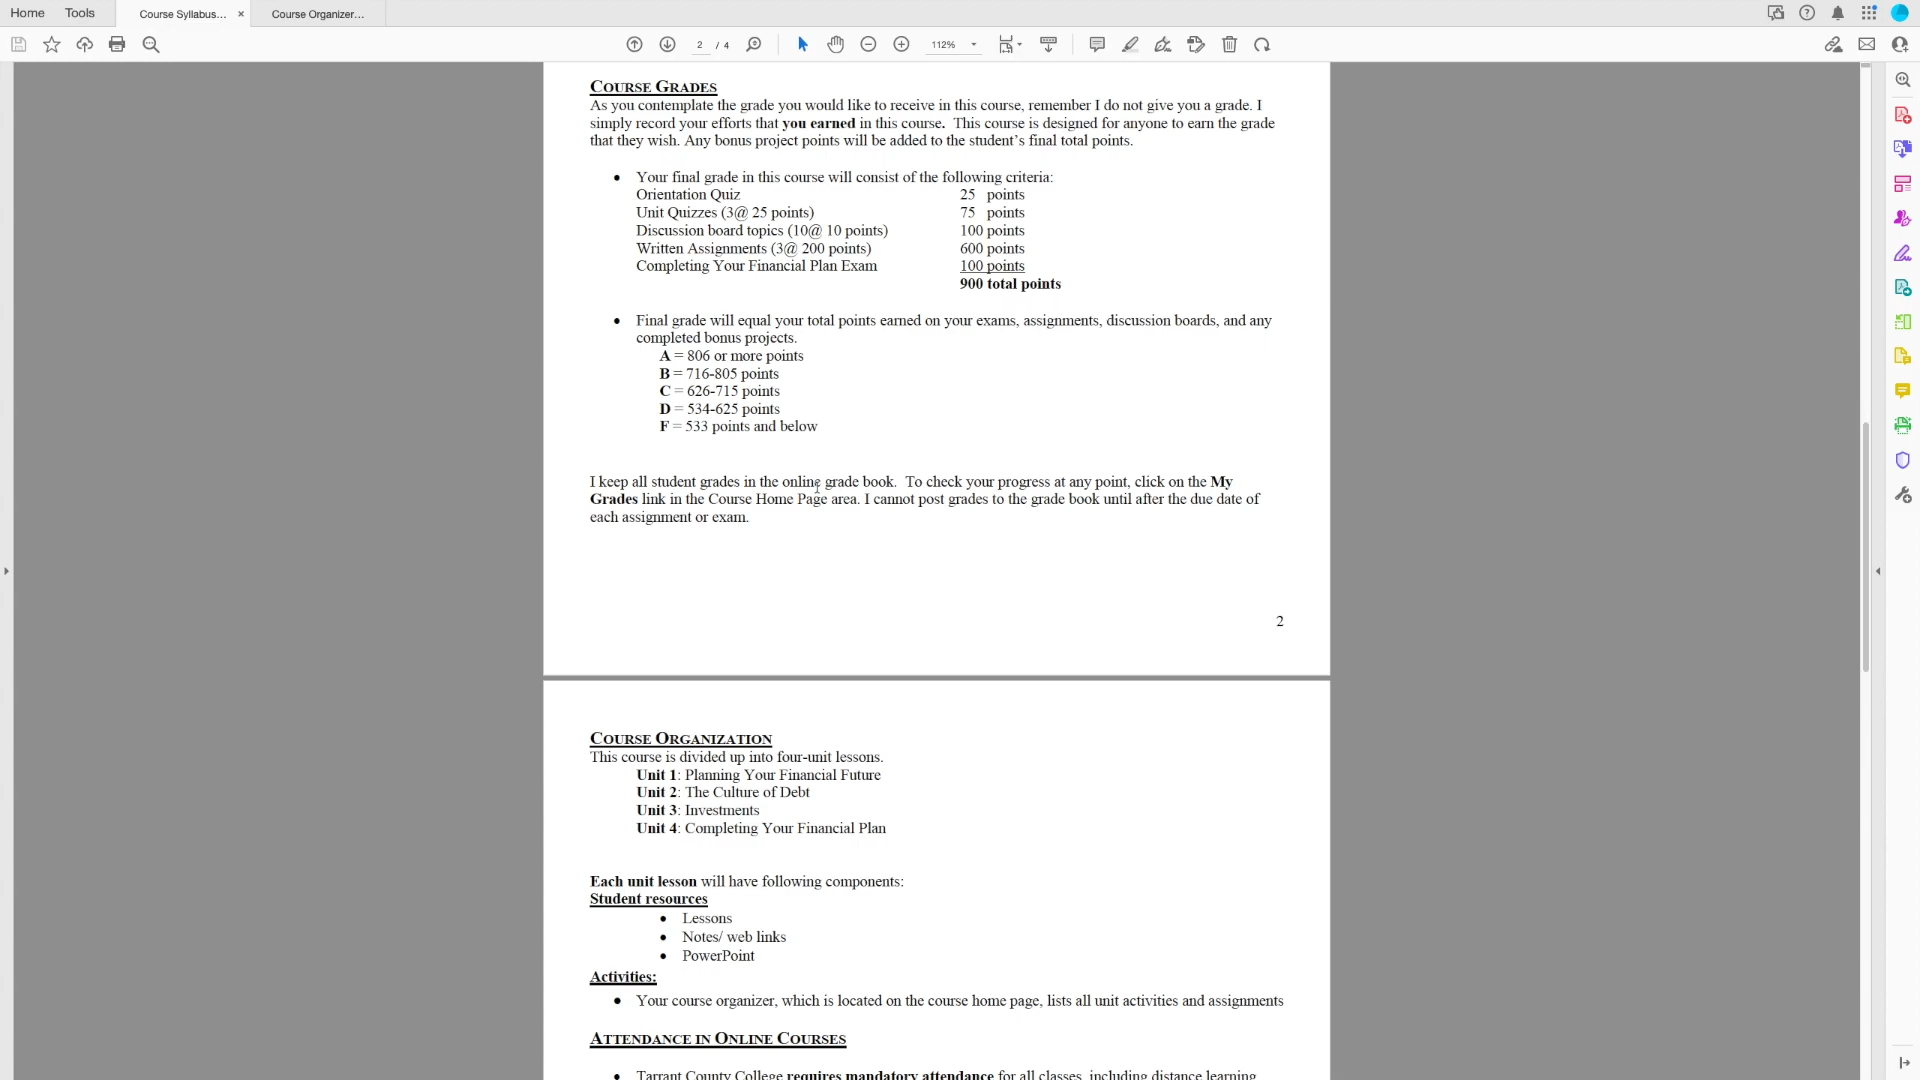 Home Tools Course Syllabus... × Course Organizer...
2 / 4 112%
COURSE GRADES
As you contemplate the grade you would like to receive in this course, remember I do not give you a grade. I
simply record your efforts that you earned in this course. This course is designed for anyone to earn the grade
that they wish. Any bonus project points will be added to the student’s final total points.
• Your final grade in this course will consist of the following criteria:
Orientation Quiz 25 points
Unit Quizzes (3@ 25 points) 75 points
Discussion board topics (10@ 10 points) 100 points
Written Assignments (3@ 200 points) 600 points
Completing Your Financial Plan Exam 100 points
900 total points
• Final grade will equal your total points earned on your exams, assignments, discussion boards, and any
completed bonus projects.
A = 806 or more points
B = 716-805 points
C = 626-715 points
D = 534-625 points
F = 533 points and below
I keep all student grades in the online grade book. To check your progress at any point, click on the My
Grades link in the Course Home Page area. I cannot post grades to the grade book until after the due date of
each assignment or exam.
2
COURSE ORGANIZATION
This course is divided up into four-unit lessons.
Unit 1: Planning Your Financial Future
Unit 2: The Culture of Debt
Unit 3: Investments
Unit 4: Completing Your Financial Plan
Each unit lesson will have following components:
Student resources
• Lessons
• Notes/ web links
• PowerPoint
Activities:
• Your course organizer, which is located on the course home page, lists all unit activities and assignments
ATTENDANCE IN ONLINE COURSES
• Tarrant County College requires mandatory attendance for all classes, including distance learning